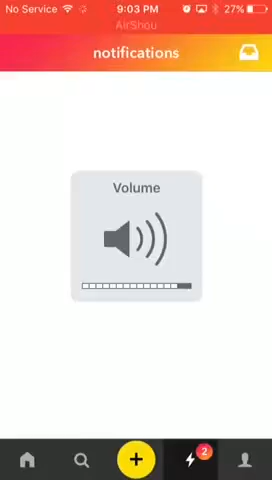 No Service 9:03 PM 27%
AirShou
notifications
Volume
2